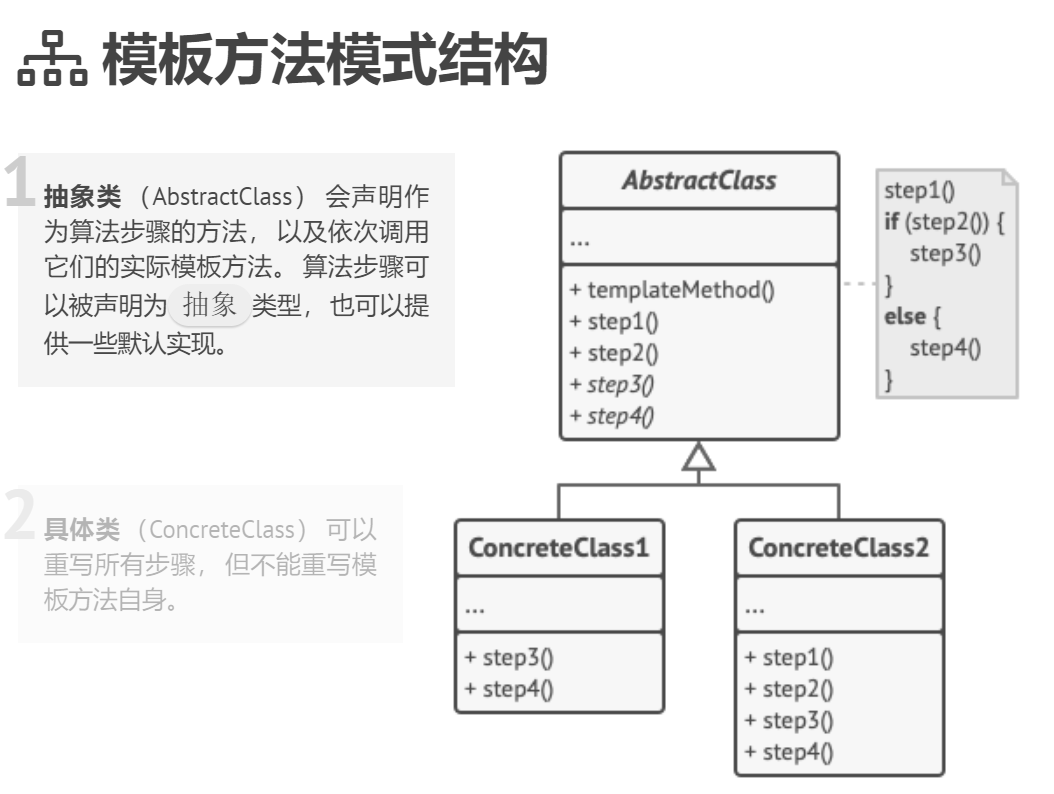 模板方法模式结构
1
抽象类 （AbstractClass） 会声明作
为算法步骤的方法， 以及依次调用
它们的实际模板方法。 算法步骤可
以被声明为 抽象 类型， 也可以提
供一些默认实现。
AbstractClass
...
+ templateMethod()
+ step1()
+ step2()
+ step3()
+ step4()
step1()
if (step2()) {
step3()
}
else {
step4()
}
2
具体类 （ConcreteClass） 可以
重写所有步骤， 但不能重写模
板方法自身。
ConcreteClass1
...
+ step3()
+ step4()
ConcreteClass2
...
+ step1()
+ step2()
+ step3()
+ step4()